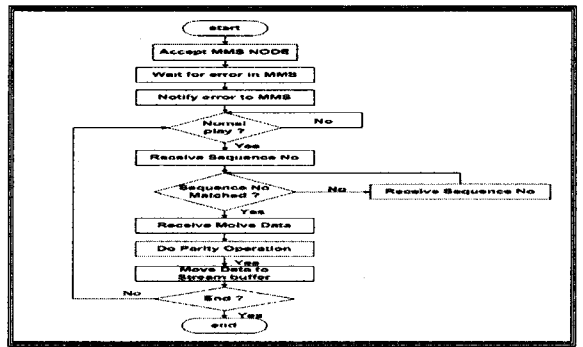 start
Accept MMS NODE
Wait for error in MMS
Notify error to MMS
Normal
play ?
No
Yes
Receive Sequence No
Sequence No
Matched ?
No
Receive Sequence No
Yes
Receive Moive Data
Do Parity Operation
Yes
Move Data to
Stream buffer
No
End ?
Yes
end